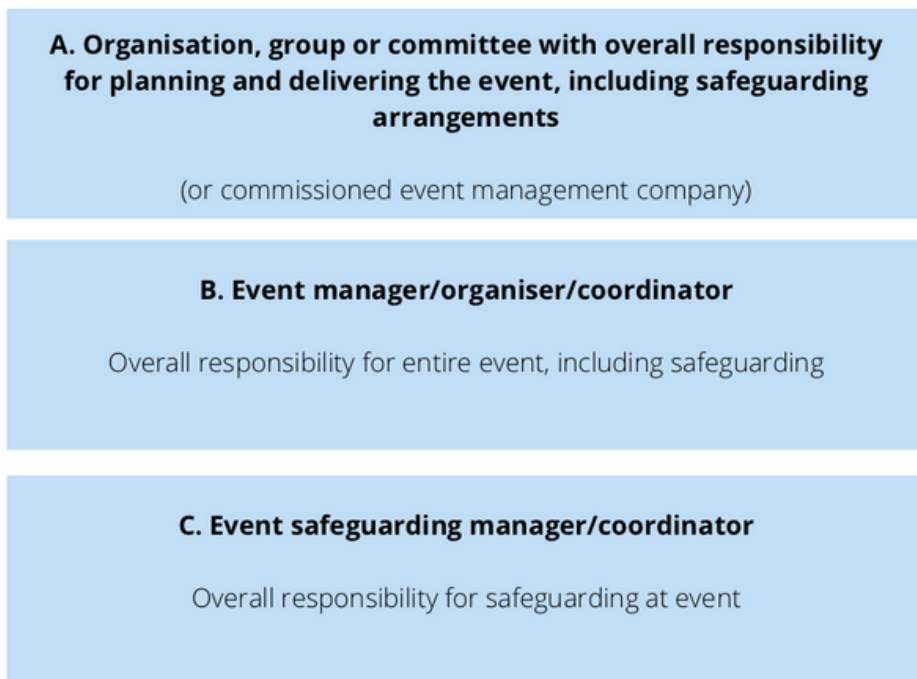 A. Organisation, group or committee with overall responsibility
for planning and delivering the event, including safeguarding
arrangements
(or commissioned event management company)
B. Event manager/organiser/coordinator
Overall responsibility for entire event, including safeguarding
C. Event safeguarding manager/coordinator
Overall responsibility for safeguarding at event